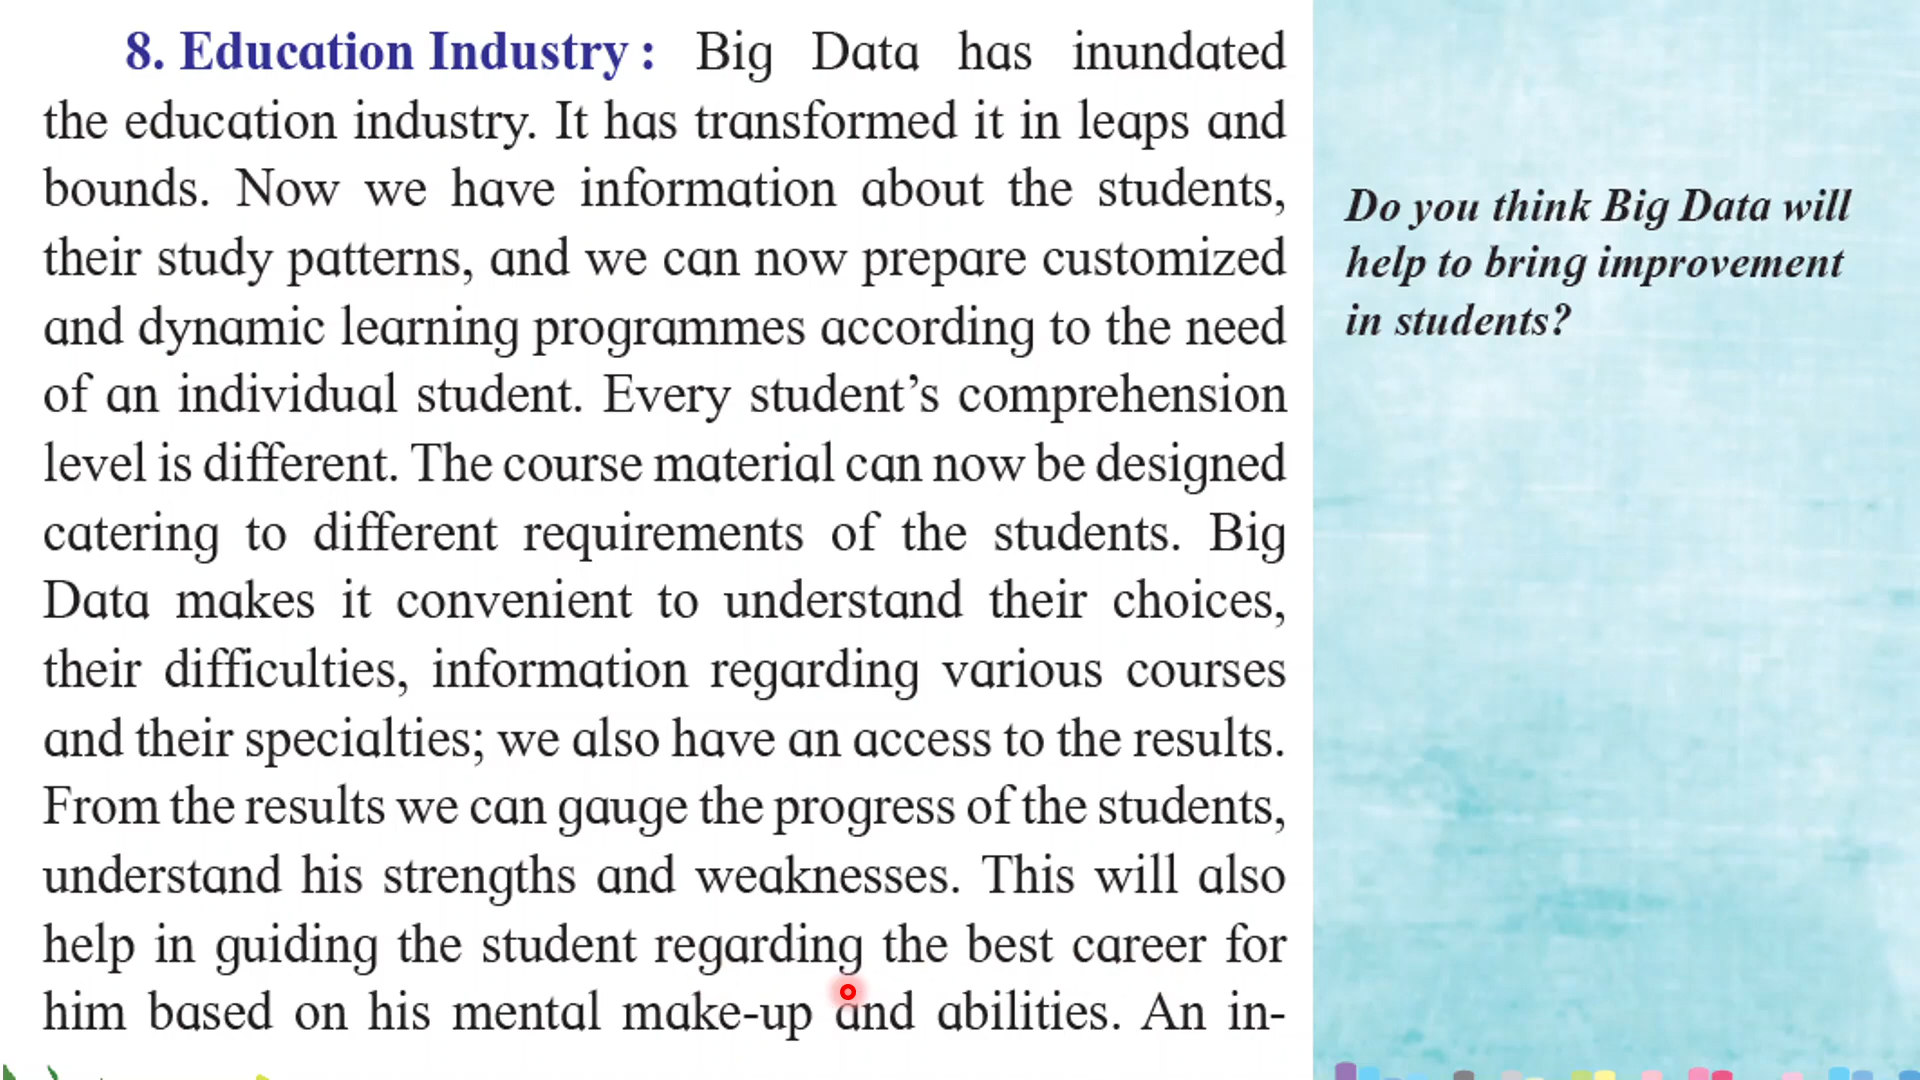 8. Education Industry : Big Data has inundated
the education industry. It has transformed it in leaps and
bounds. Now we have information about the students,
their study patterns, and we can now prepare customized
and dynamic learning programmes according to the need
of an individual student. Every student’s comprehension
level is different. The course material can now be designed
catering to different requirements of the students. Big
Data makes it convenient to understand their choices,
their difficulties, information regarding various courses
and their specialties; we also have an access to the results.
From the results we can gauge the progress of the students,
understand his strengths and weaknesses. This will also
help in guiding the student regarding the best career for
him based on his mental make-up and abilities. An in-
Do you think Big Data will
help to bring improvement
in students?